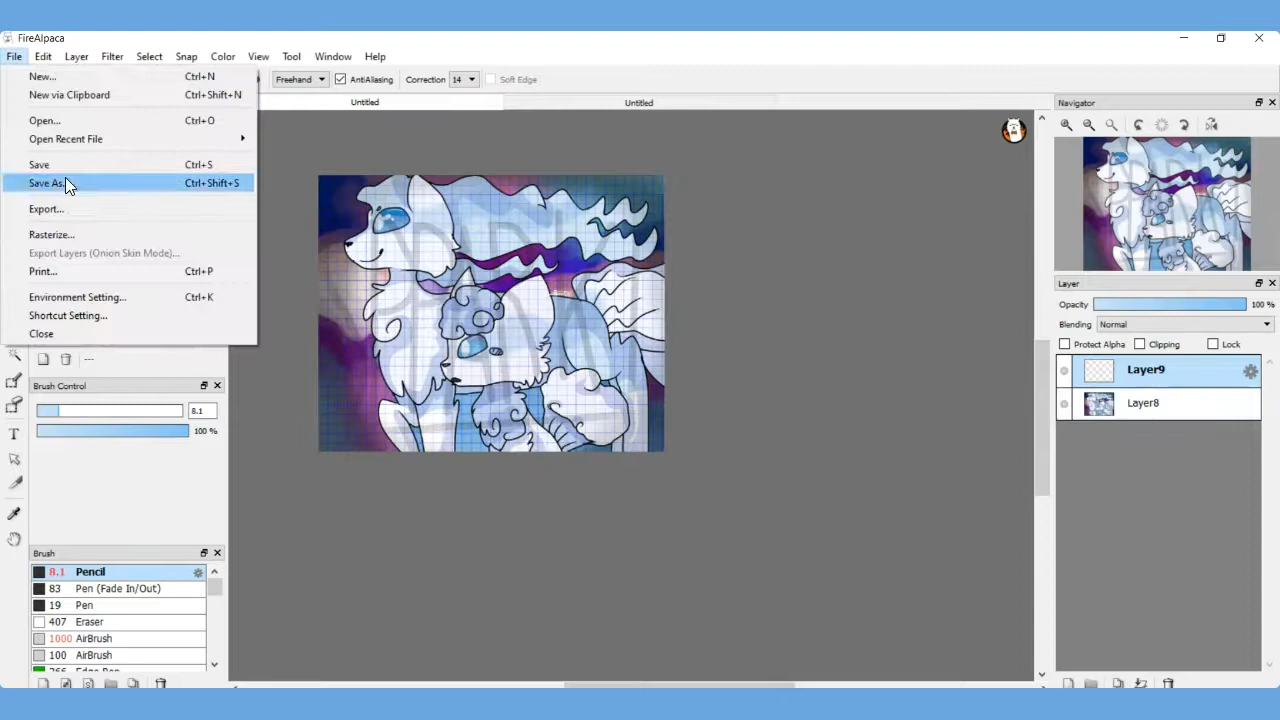 FireAlpaca
File Edit Layer Filter Select Snap Color View Tool Window Help
New... Ctrl+N
New via Clipboard Ctrl+Shift+N
Open... Ctrl+O
Open Recent File
Save Ctrl+S
Save As... Ctrl+Shift+S
Export...
Rasterize...
Export Layers (Onion Skin Mode)...
Print... Ctrl+P
Environment Setting... Ctrl+K
Shortcut Setting...
Close
Freehand AntiAliasing Correction 14 Soft Edge
Untitled Untitled
---
Brush Control
8.1
100 %
Brush
8.1 Pencil
83 Pen (Fade In/Out)
19 Pen
407 Eraser
1000 AirBrush
100 AirBrush
Navigator
Layer
Opacity 100 %
Blending Normal
Protect Alpha Clipping Lock
Layer9
Layer8